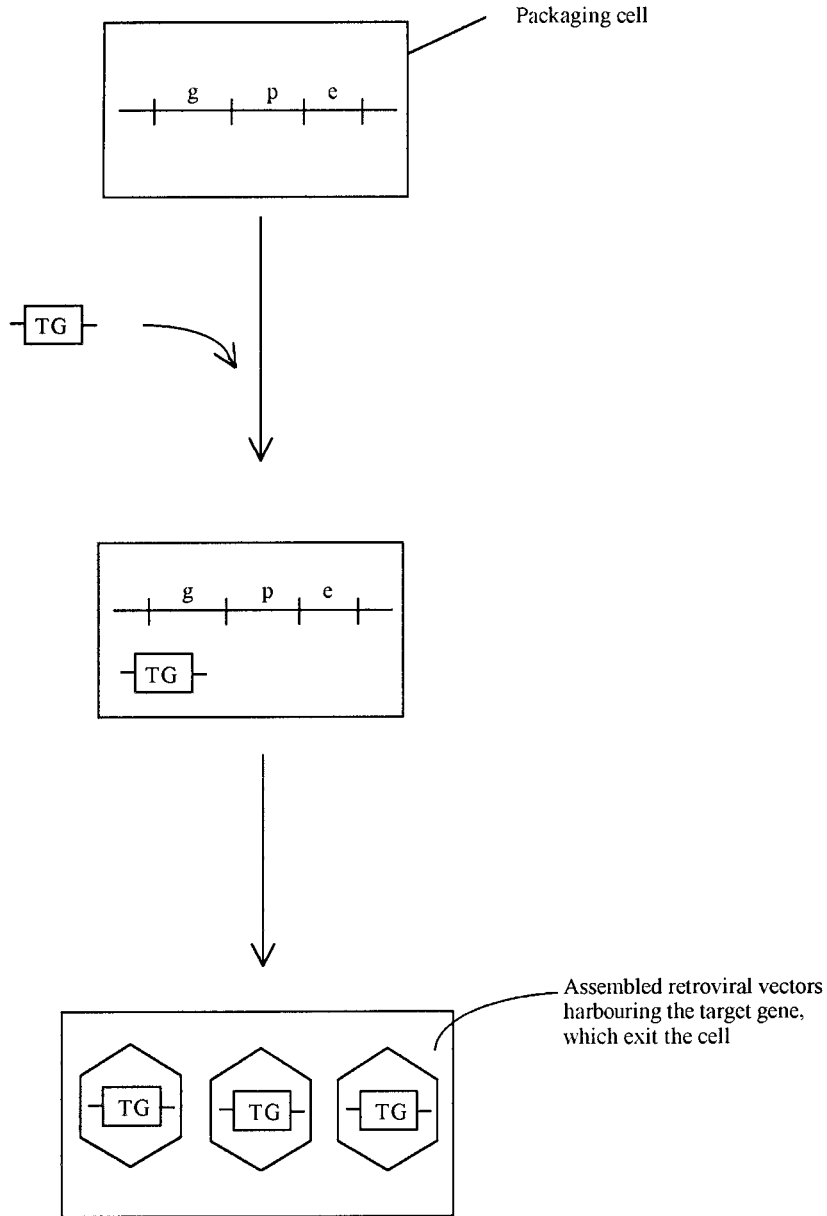 Packaging cell
g p e
TG
g p e
TG
Assembled retroviral vectors
harbouring the target gene,
which exit the cell
TG TG TG